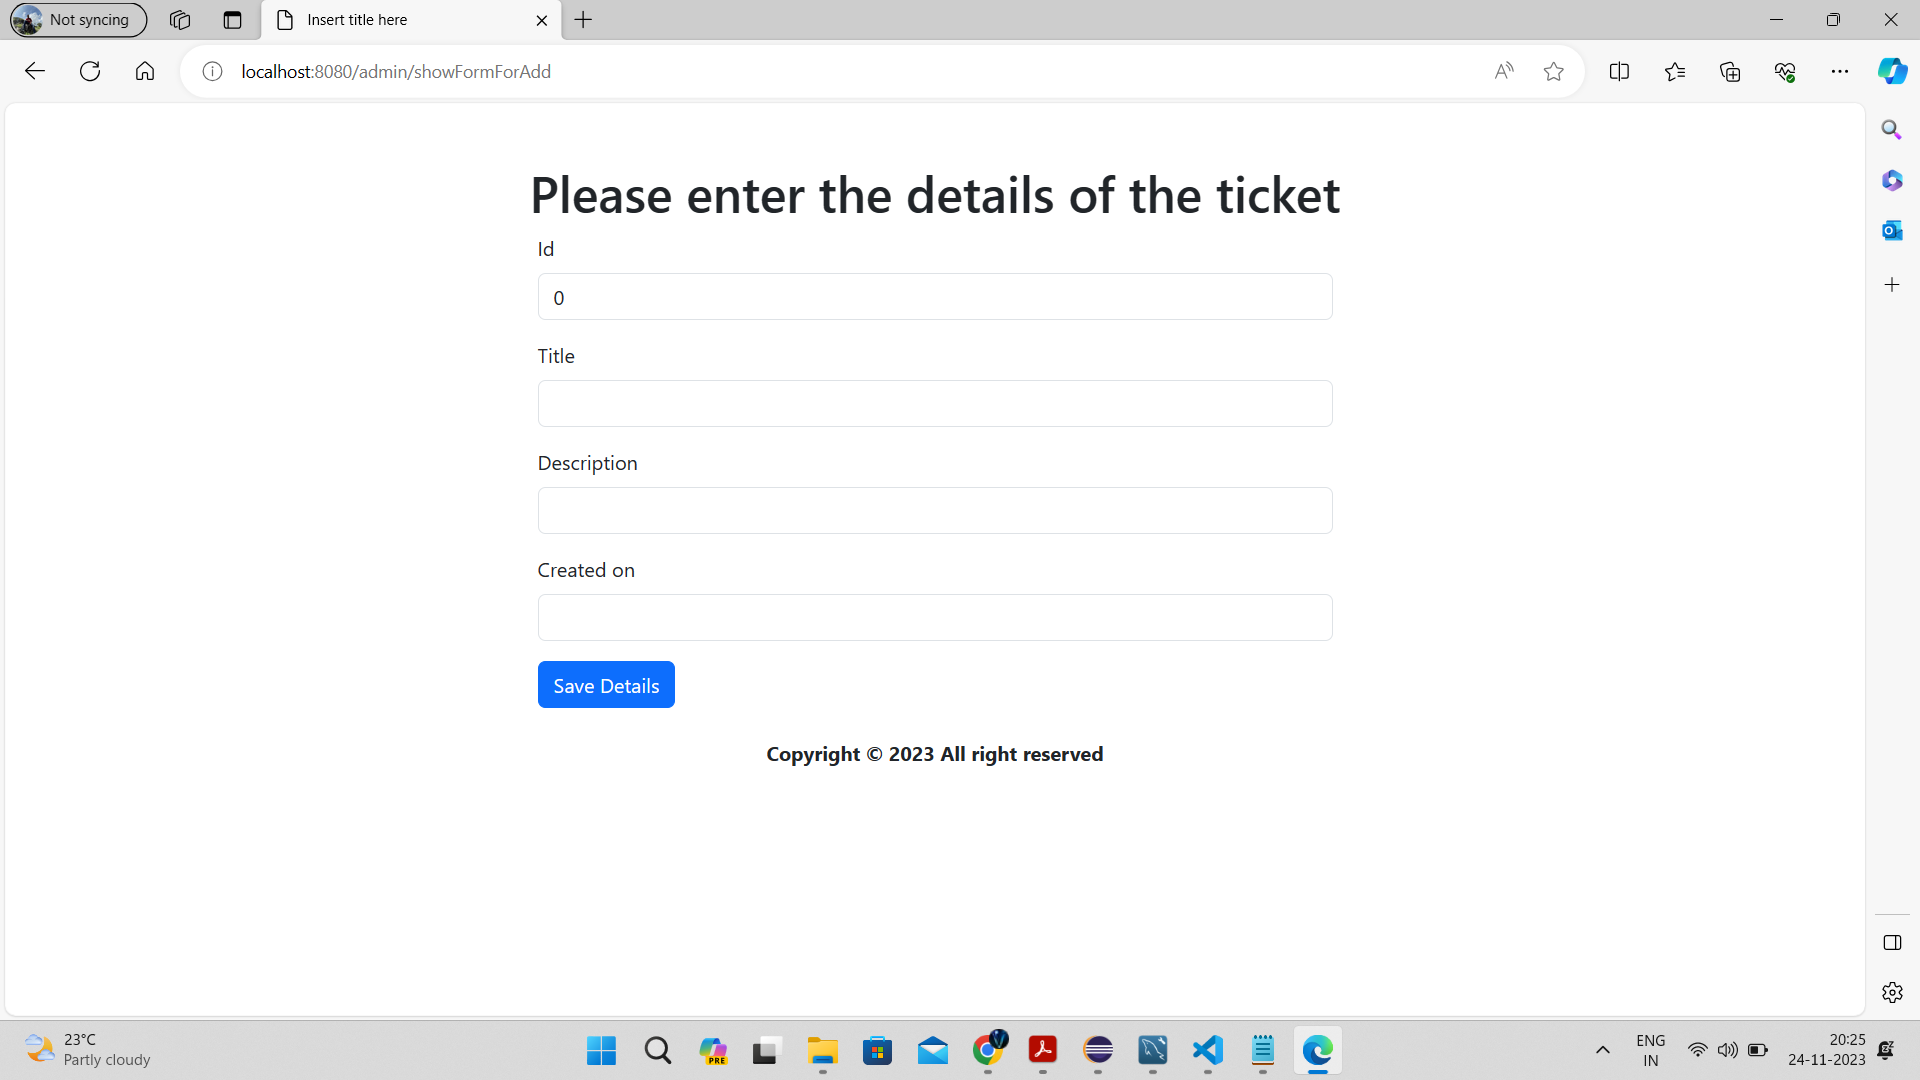 Not syncing
Insert title here
localhost:8080/admin/showFormForAdd
Please enter the details of the ticket
Id
0
Title
Description
Created on
Save Details
Copyright © 2023 All right reserved
23°C
Partly cloudy
PRE
ENG
IN
20:25
24-11-2023